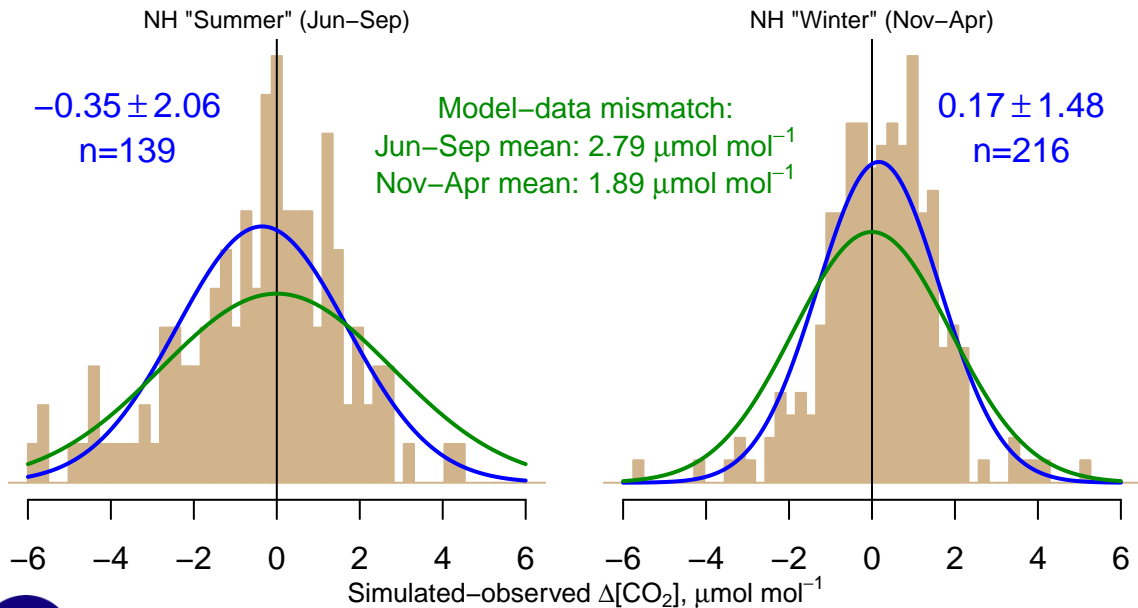 NH "Summer" (Jun−Sep)
NH "Winter" (Nov−Apr)
−0.35 ± 2.06
n=139
Model−data mismatch:
Jun−Sep mean: 2.79 μmol mol⁻¹
Nov−Apr mean: 1.89 μmol mol⁻¹
0.17 ± 1.48
n=216
−6 −4 −2 0 2 4 6
−6 −4 −2 0 2 4 6
Simulated−observed Δ[CO₂], μmol mol⁻¹